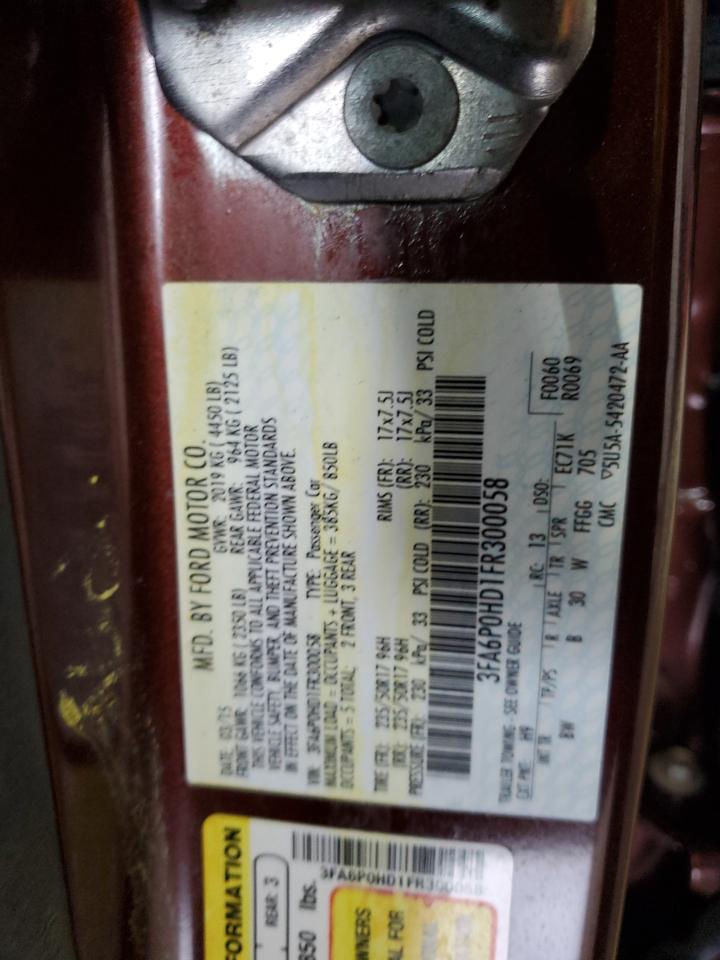 MFD. BY FORD MOTOR CO.
DATE: 03/15 GVWR: 2019 KG ( 4450 LB)
FRONT GAWR: 1066 KG ( 2350 LB) REAR GAWR: 964 KG ( 2125 LB)
THIS VEHICLE CONFORMS TO ALL APPLICABLE FEDERAL MOTOR
VEHICLE SAFETY, BUMPER, AND THEFT PREVENTION STANDARDS
IN EFFECT ON THE DATE OF MANUFACTURE SHOWN ABOVE.
VIN: 3FA6P0HD1FR300058 TYPE: Passenger Car
MAXIMUM LOAD = OCCUPANTS + LUGGAGE = 385KG/ 850LB
OCCUPANTS = 5 TOTAL; 2 FRONT, 3 REAR
TIRE (FR): 235/50R17 96H RIMS (FR): 17x7.5J
(RR): 235/50R17 96H (RR): 17x7.5J
PRESSURE (FR): 230 kPa/ 33 PSI COLD (RR): 230 kPa/ 33 PSI COLD
3FA6P0HD1FR300058
TRAILER TOWING - SEE OWNER GUIDE
EXT PNT: H9 RC: 13 DSO: F0060
INT TR TP/PS R AXLE TR SPR EC71K R0069
BW B 30 W FFGG 705
CMC ▽5U5A-5420472-AA
FORMATION
REAR: 3
850 lbs.
3FA6P0HD1FR300058
WNERS
AL FOR